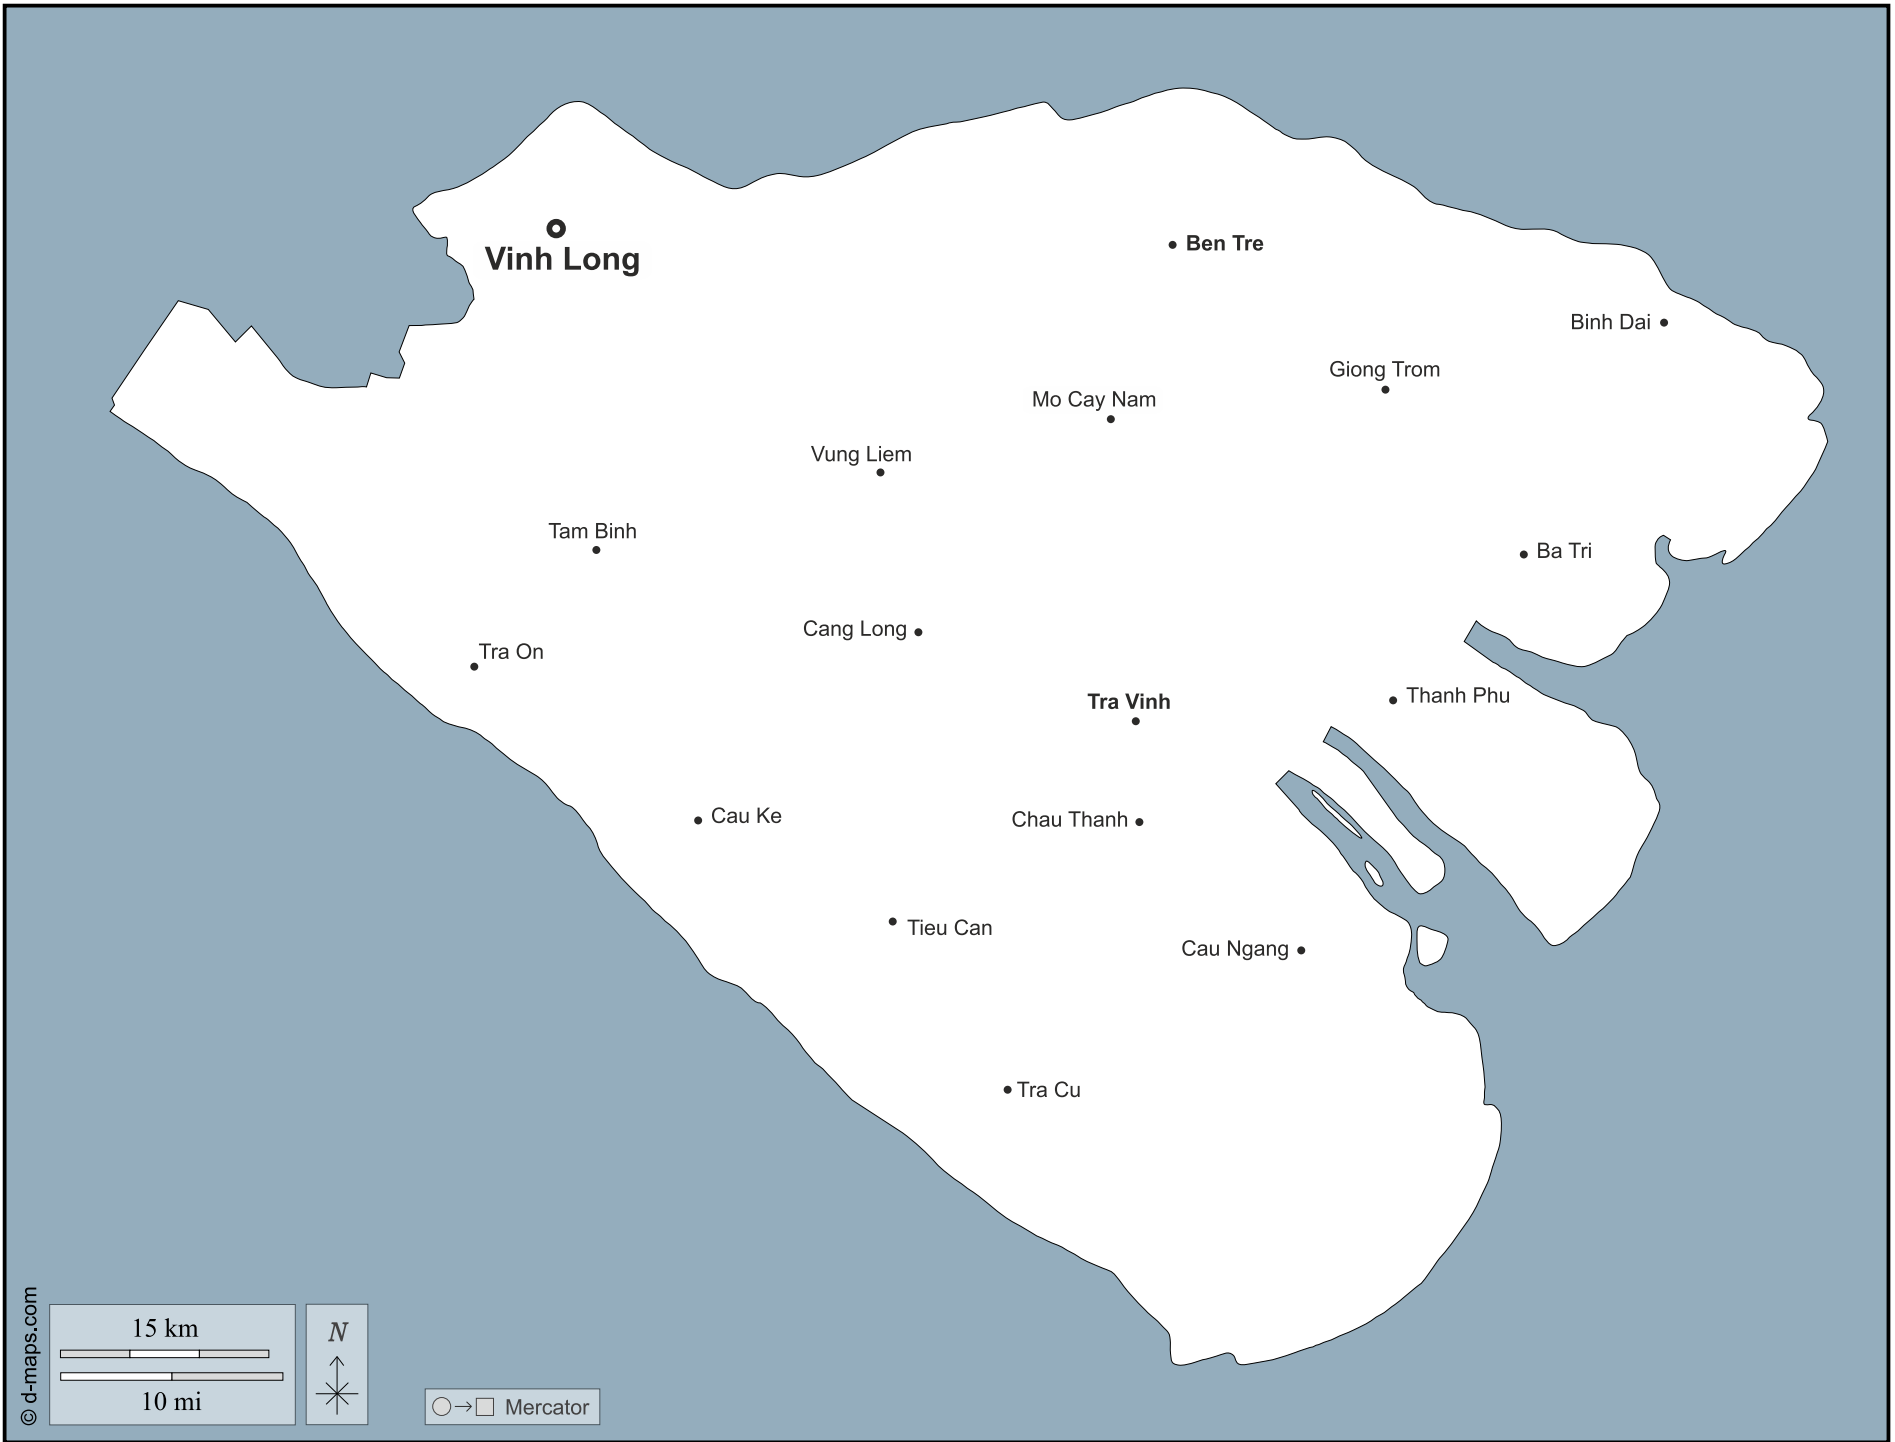 Vinh Long
Ben Tre
Binh Dai
Giong Trom
Mo Cay Nam
Vung Liem
Tam Binh
Ba Tri
Cang Long
Tra On
Thanh Phu
Tra Vinh
Cau Ke
Chau Thanh
Tieu Can
Cau Ngang
Tra Cu
© d-maps.com
15 km
10 mi
N
Mercator